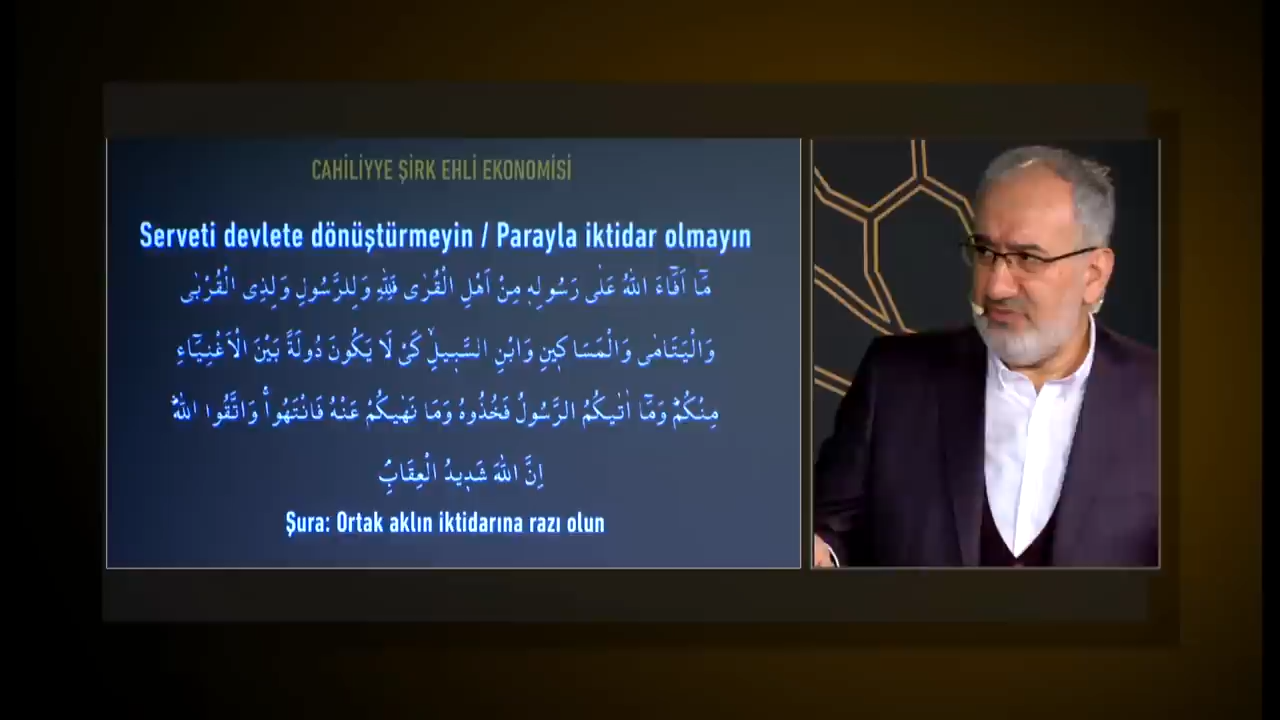 CAHİLİYYE ŞİRK EHLİ EKONOMİSİ
Serveti devlete dönüştürmeyin / Parayla iktidar olmayın
مَٓا اَفَٓاءَ اللّٰهُ عَلٰى رَسُولِهٖ مِنْ اَهْلِ الْقُرٰى فَلِلّٰهِ وَلِلرَّسُولِ وَلِذِى الْقُرْبٰى
وَالْيَتَامٰى وَالْمَسَاكٖينِ وَابْنِ السَّبٖيلِۙ كَىْ لَا يَكُونَ دُولَةً بَيْنَ الْاَغْنِيَٓاءِ
مِنْكُمْؕ وَمَٓا اٰتٰيكُمُ الرَّسُولُ فَخُذُوهُ وَمَا نَهٰيكُمْ عَنْهُ فَانْتَهُواۚ وَاتَّقُوا اللّٰهَؕ
اِنَّ اللّٰهَ شَدٖيدُ الْعِقَابِۘ
Şura: Ortak aklın iktidarına razı olun